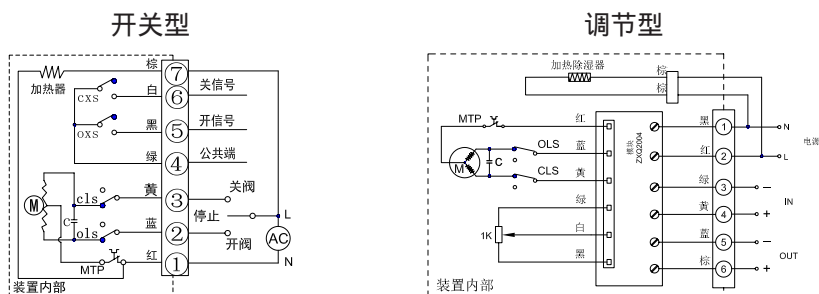 开关型
调节型
棕
⑦
加热器
白
⑥
关信号
CXS
黑
⑤
开信号
OXS
绿
④
公共端
cls
黄
③
关阀
M
C
停止
L
ols
蓝
②
开阀
AC
MTP
红
①
N
装置内部
加热除湿器
棕
棕
MTP
红
黑
①
N
电源
OLS
蓝
模块
ZXQ2004
红
②
L
M
C
CLS
黄
绿
③
−
IN
绿
黄
④
+
1K
白
蓝
⑤
−
OUT
黑
棕
⑥
+
装置内部